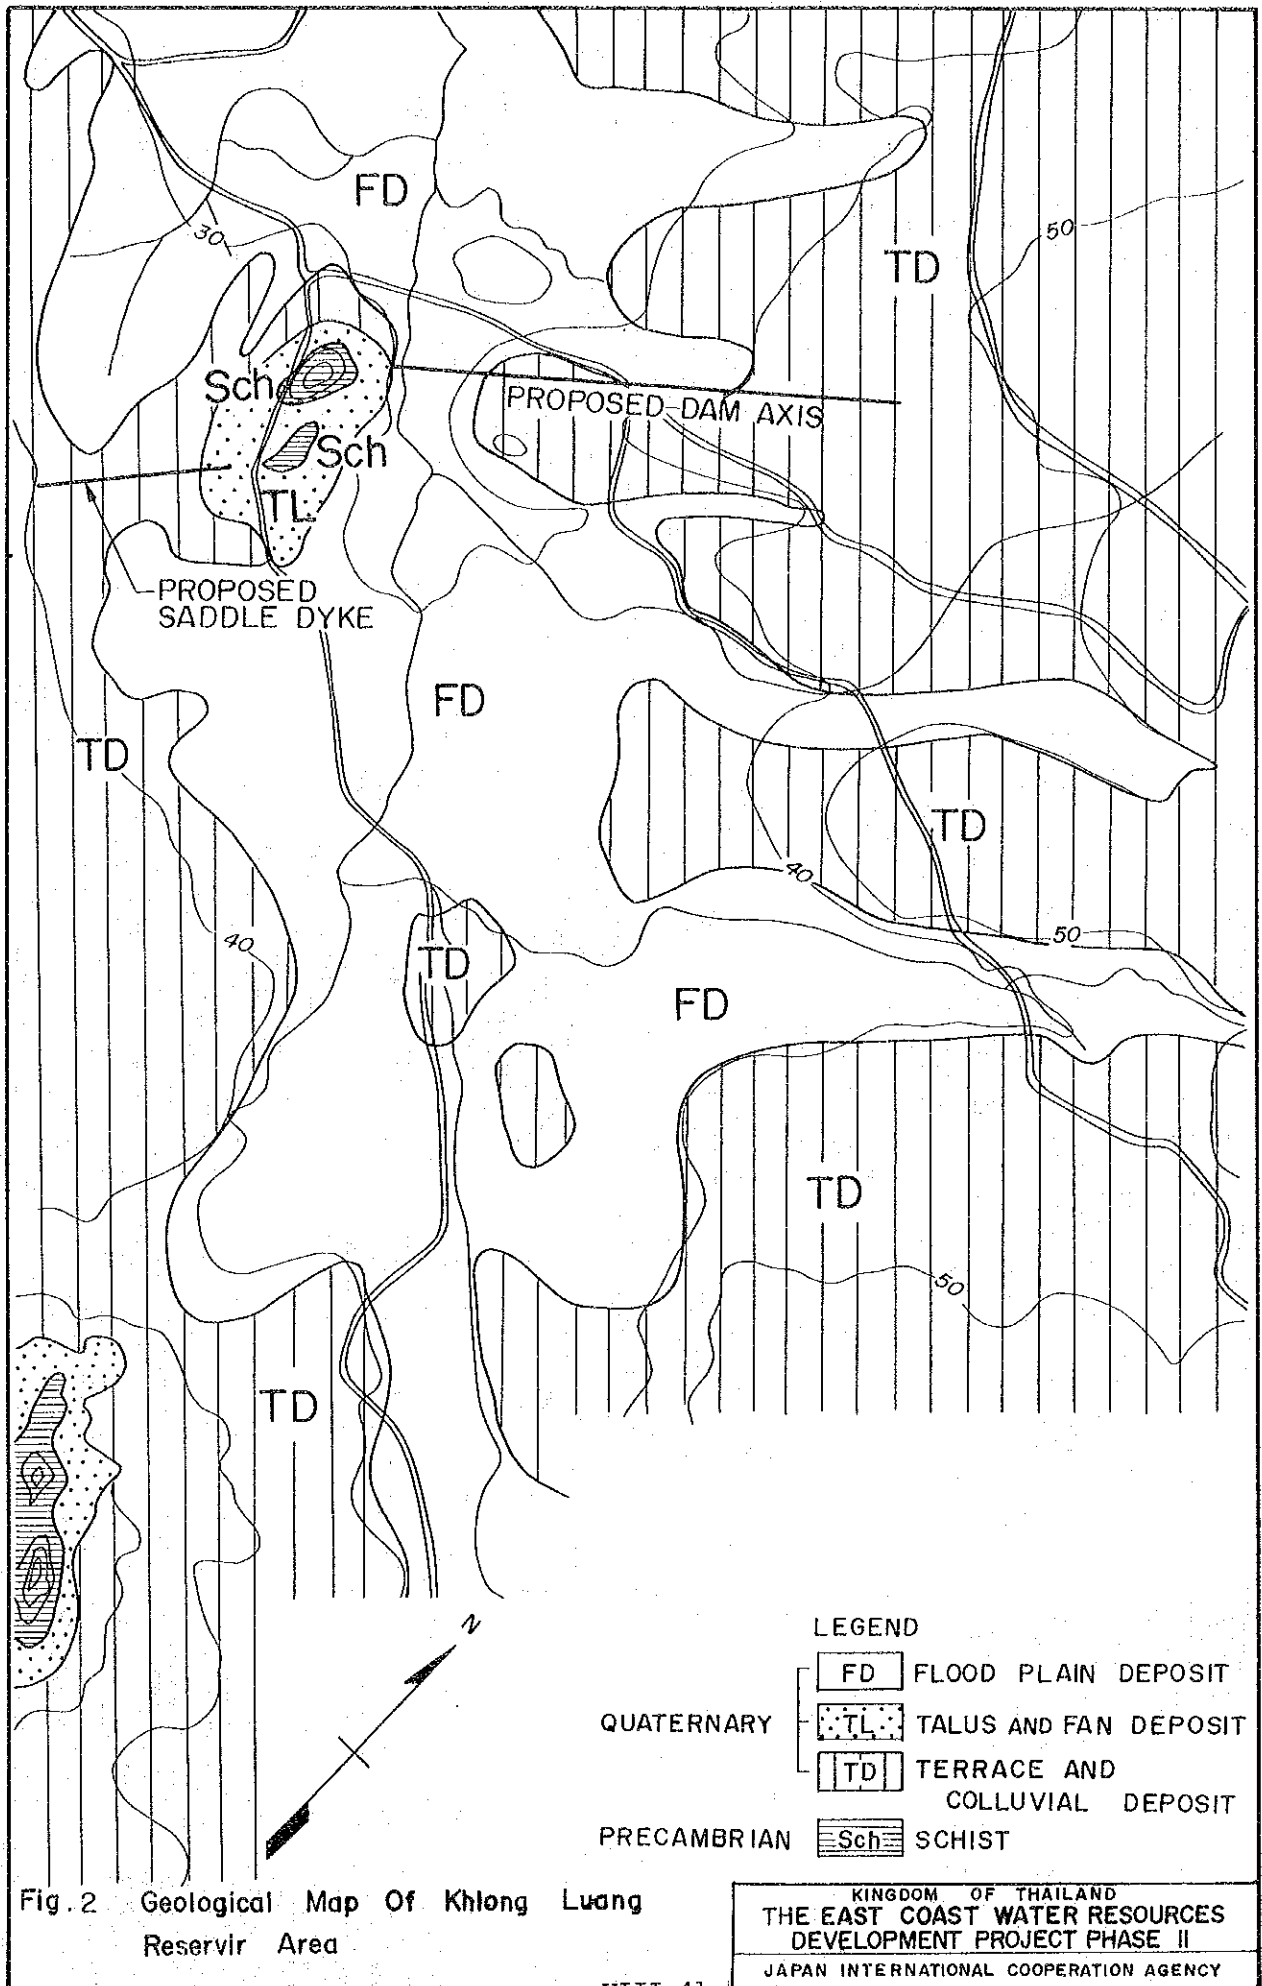 FD
30
50
TD
Sch
PROPOSED DAM AXIS
Sch
TL
PROPOSED
SADDLE DYKE
FD
TD
TD
40
40
50
TD
FD
TD
50
TD
N
LEGEND
FD FLOOD PLAIN DEPOSIT
QUATERNARY TL TALUS AND FAN DEPOSIT
TD TERRACE AND
COLLUVIAL DEPOSIT
PRECAMBRIAN Sch SCHIST
Fig. 2 Geological Map Of Khlong Luang
Reservir Area
KINGDOM OF THAILAND
THE EAST COAST WATER RESOURCES
DEVELOPMENT PROJECT PHASE II
JAPAN INTERNATIONAL COOPERATION AGENCY